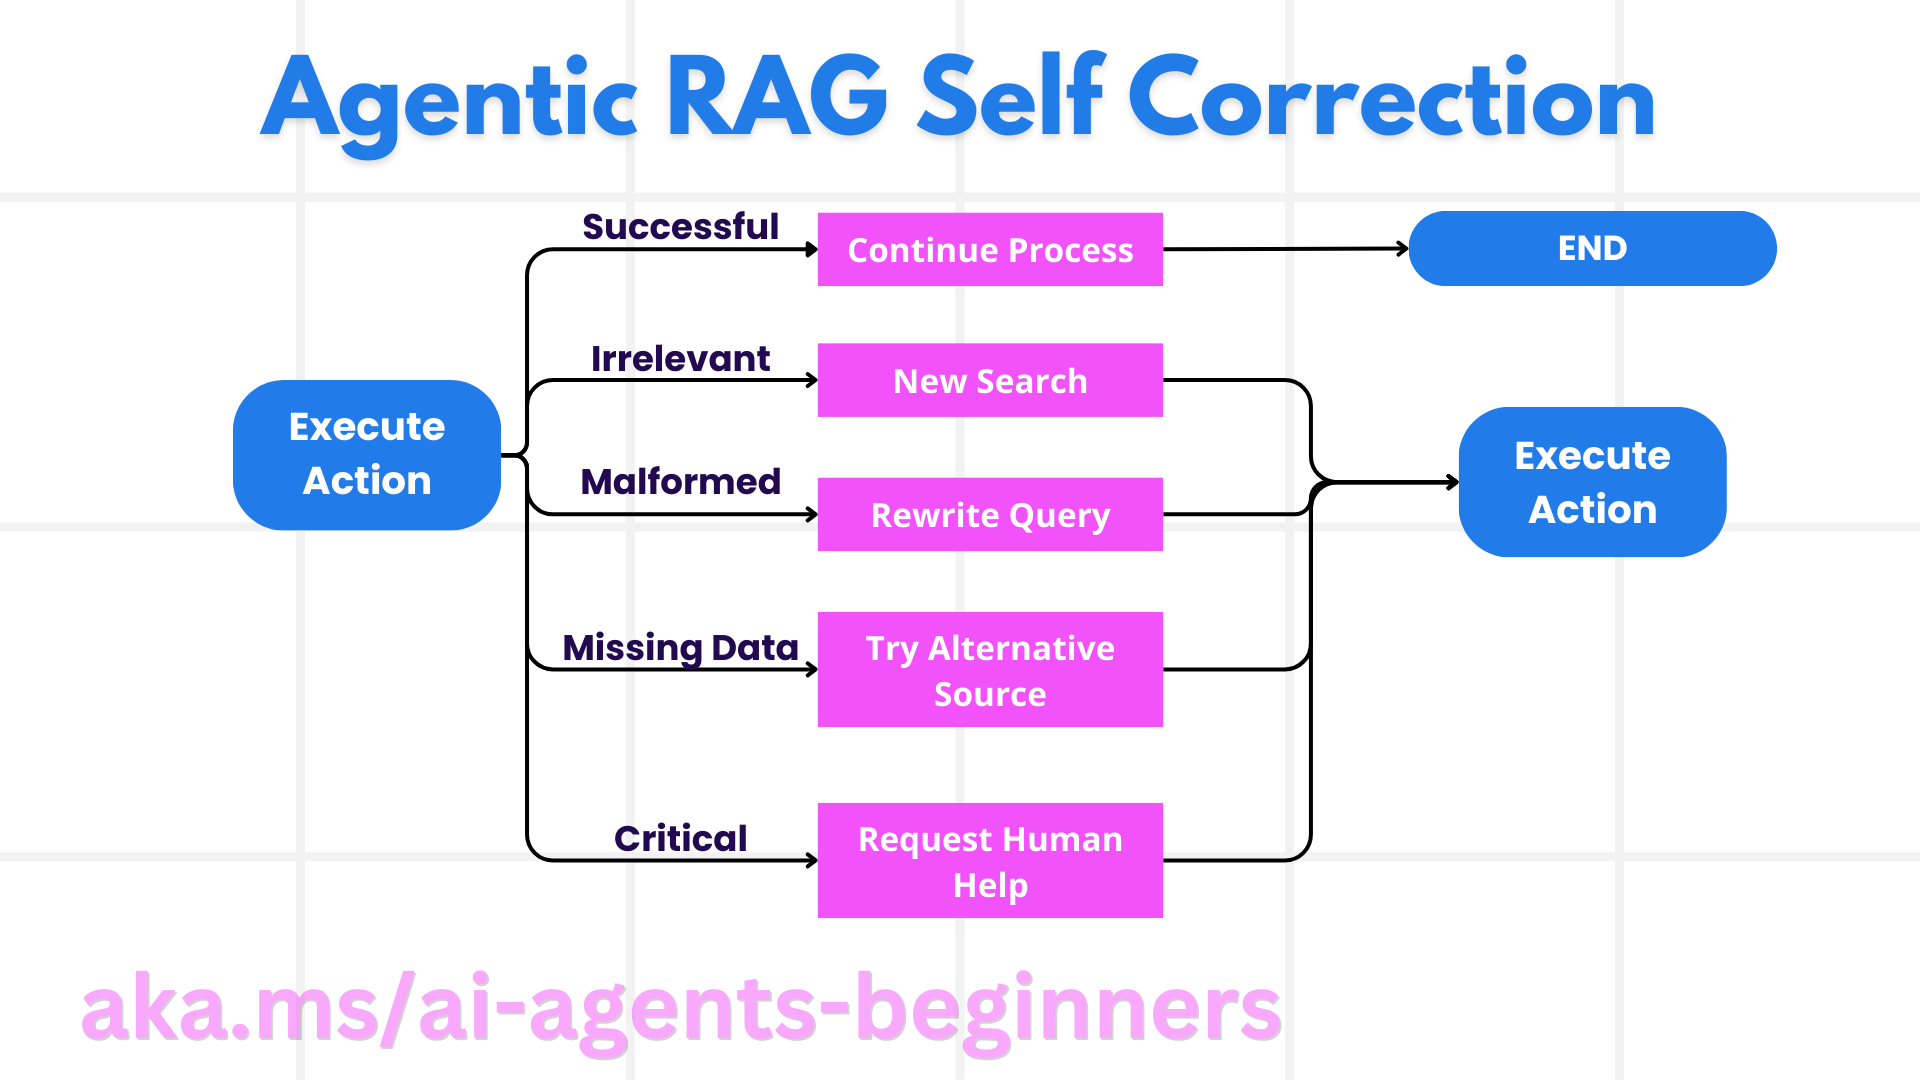 Agentic RAG Self Correction
Successful
Continue Process
END
Irrelevant
New Search
Execute
Action
Malformed
Rewrite Query
Execute
Action
Missing Data
Try Alternative
Source
Critical
Request Human
Help
aka.ms/ai-agents-beginners